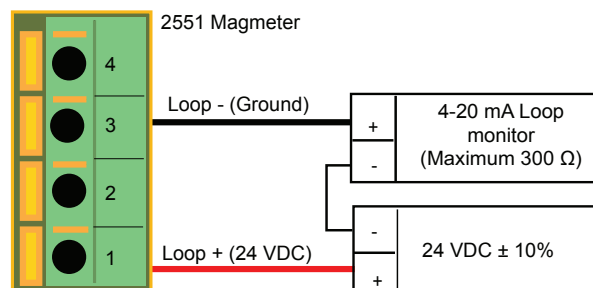 2551 Magmeter
4
Loop - (Ground)
3
+
4-20 mA Loop
monitor
(Maximum 300 Ω)
-
2
-
24 VDC ± 10%
Loop + (24 VDC)
1
+